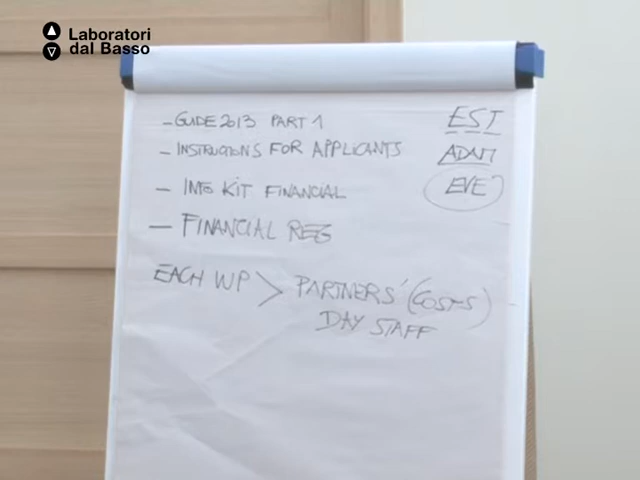 Laboratori
dal Basso
- GUIDE 2013 PART 1
- INSTRUCTIONS FOR APPLICANTS
- INFO KIT FINANCIAL
- FINANCIAL REG
EACH WP > PARTNERS' (COSTS)
DAY STAFF
EST
ADAM
EVE